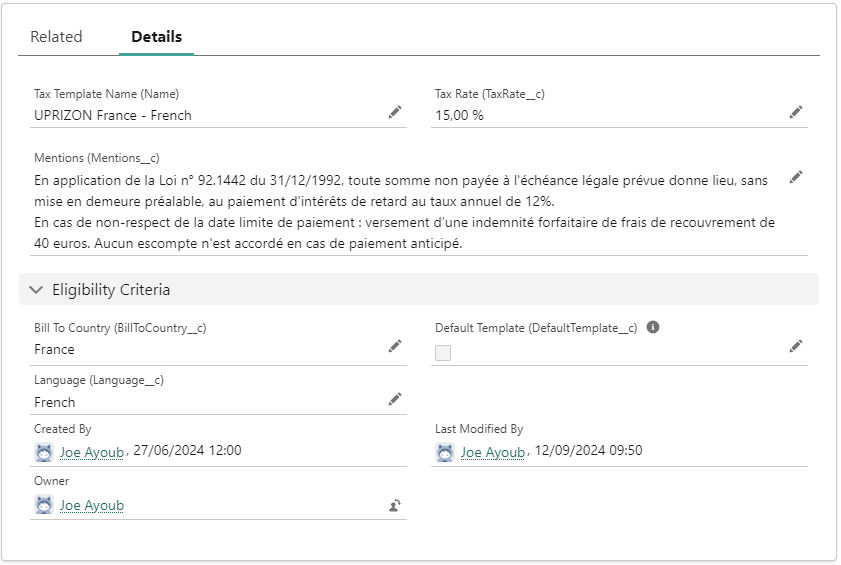 Related Details
Tax Template Name (Name)
UPRIZON France - French
Tax Rate (TaxRate__c)
15,00 %
Mentions (Mentions__c)
En application de la Loi n° 92.1442 du 31/12/1992, toute somme non payée à l'échéance légale prévue donne lieu, sans
mise en demeure préalable, au paiement d'intérêts de retard au taux annuel de 12%.
En cas de non-respect de la date limite de paiement : versement d'une indemnité forfaitaire de frais de recouvrement de
40 euros. Aucun escompte n'est accordé en cas de paiement anticipé.
Eligibility Criteria
Bill To Country (BillToCountry__c)
France
Default Template (DefaultTemplate__c)
Language (Language__c)
French
Created By
Joe Ayoub, 27/06/2024 12:00
Last Modified By
Joe Ayoub, 12/09/2024 09:50
Owner
Joe Ayoub